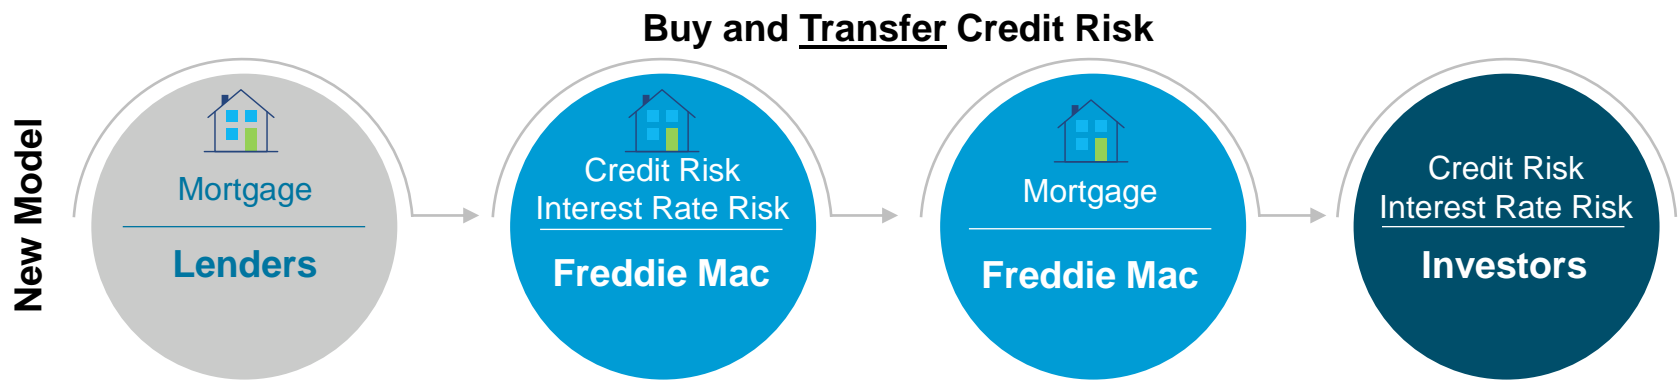 Buy and Transfer Credit Risk
New Model
Mortgage
Lenders
Credit Risk
Interest Rate Risk
Freddie Mac
Mortgage
Freddie Mac
Credit Risk
Interest Rate Risk
Investors